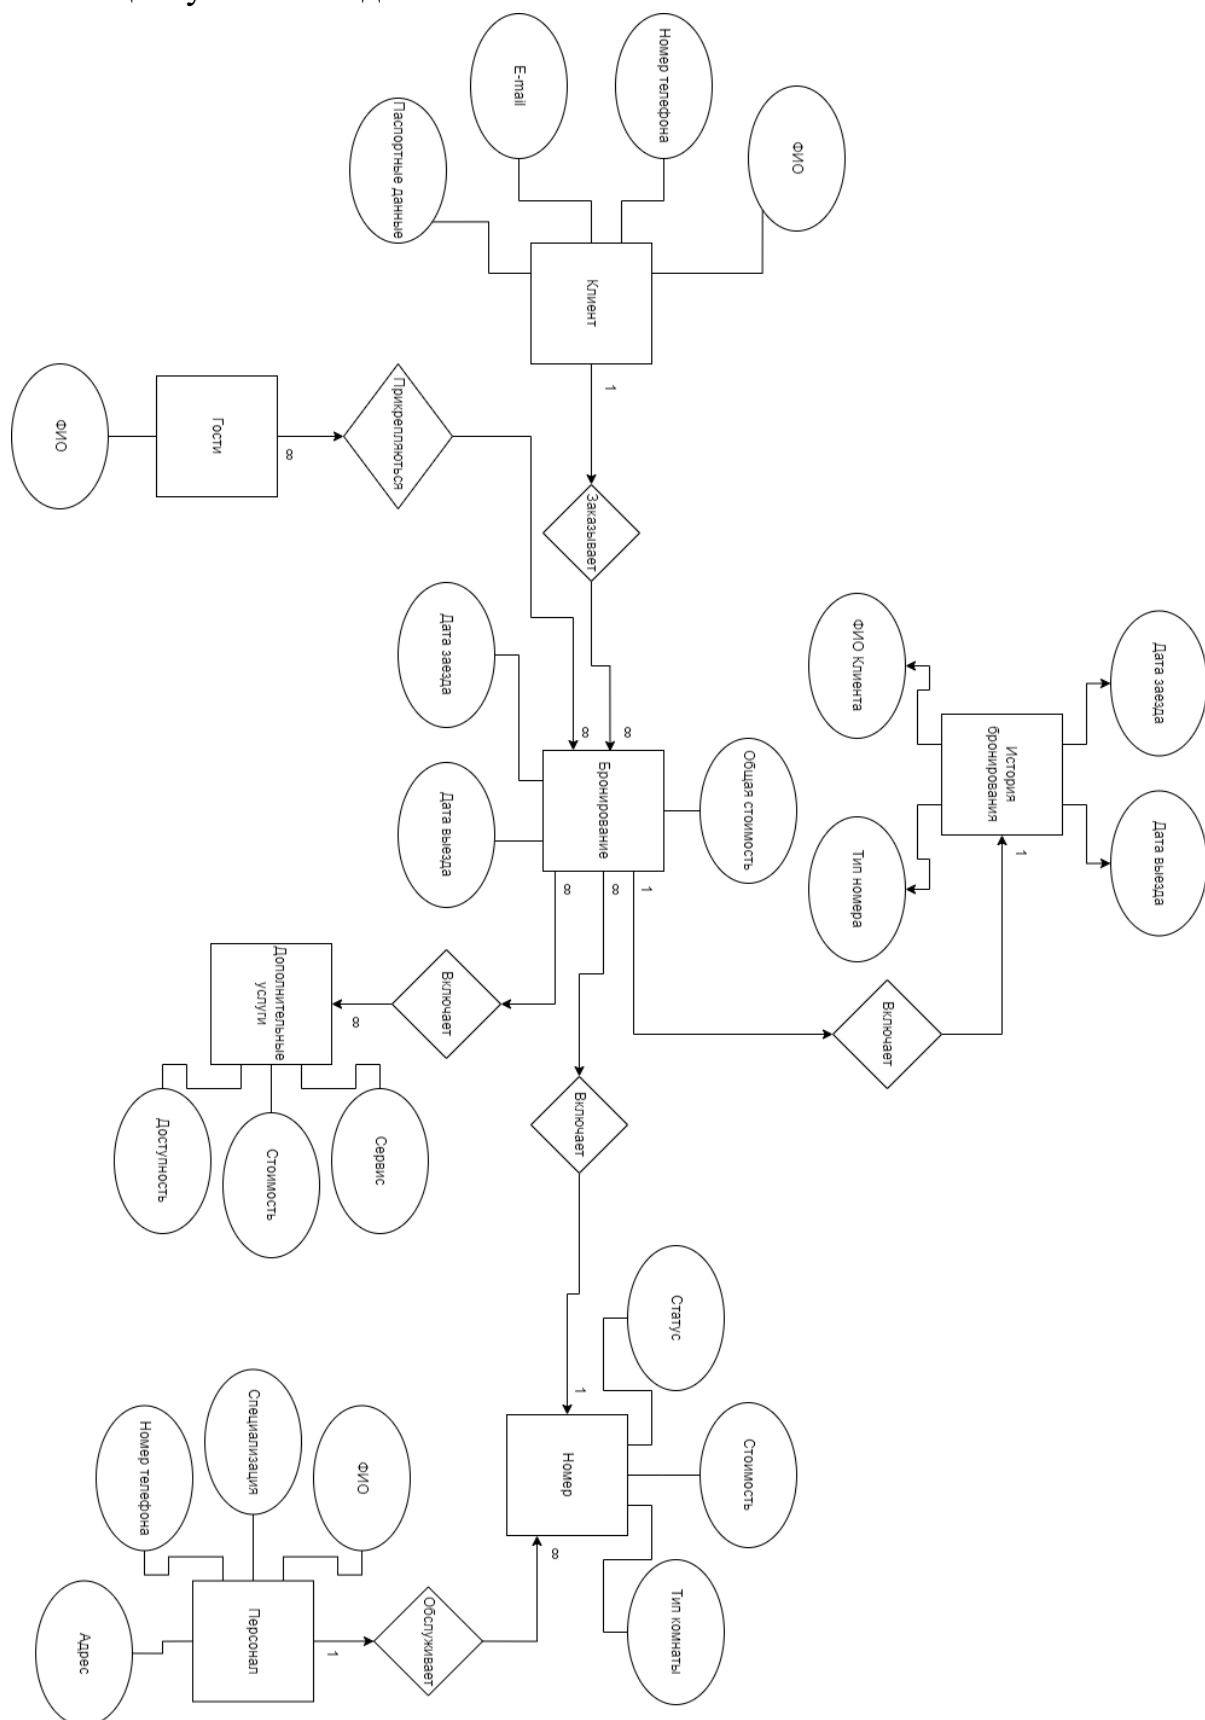 Дата заезда
Дата выезда
История
бронирования
1
ФИО Клиента
Тип номера
Включает
ФИО
Общая стоимость
Стоимость
Номер телефона
Статус
Тип комнаты
1
∞
1
Клиент
Заказывает
Бронирование
∞
Включает
1
Номер
∞
∞
∞
E-mail
Паспортные данные
Прикрепляються
Дата заезда
Дата выезда
Включает
Обслуживает
∞
∞
Сервис
ФИО
1
Дополнительные
услуги
Стоимость
Специализация
Персонал
Гости
Доступность
Номер телефона
ФИО
Адрес